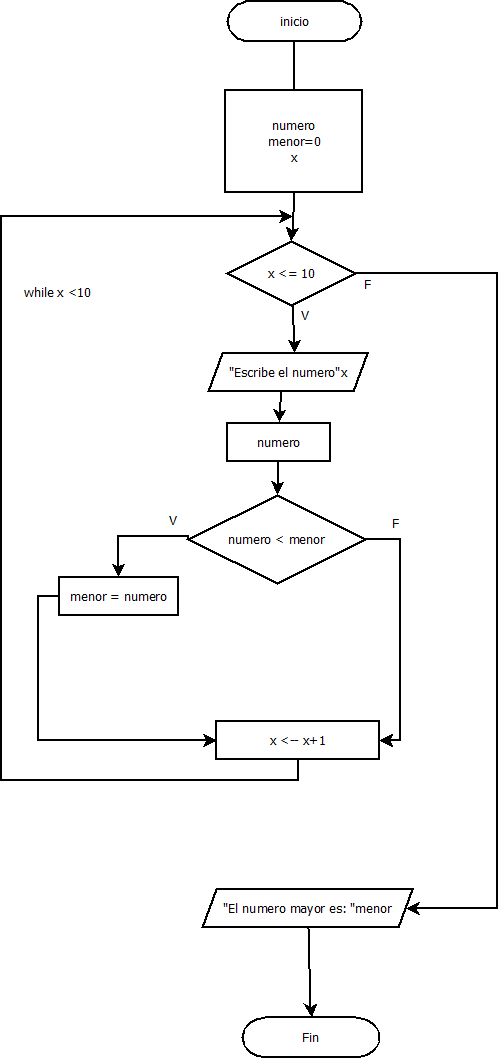 inicio
numero
menor=0
x
x <= 10
F
while x <10
V
"Escribe el numero"x
numero
V
F
numero < menor
menor = numero
x <-- x+1
"El numero mayor es: "menor
Fin